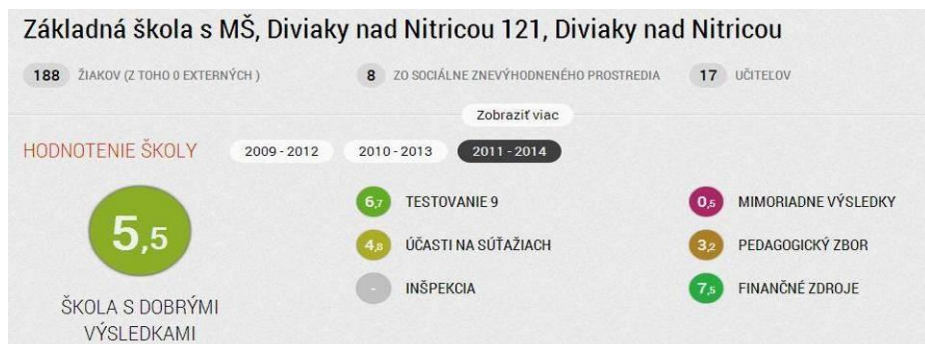 Základná škola s MŠ, Diviaky nad Nitricou 121, Diviaky nad Nitricou
188 ŽIAKOV (Z TOHO 0 EXTERNÝCH )
8 ZO SOCIÁLNE ZNEVÝHODNENÉHO PROSTREDIA
17 UČITEĽOV
Zobraziť viac
HODNOTENIE ŠKOLY
2009 - 2012
2010 - 2013
2011 - 2014
5,5
ŠKOLA S DOBRÝMI
VÝSLEDKAMI
6,7 TESTOVANIE 9
4,8 ÚČASTI NA SÚŤAŽIACH
- INŠPEKCIA
0,5 MIMORIADNE VÝSLEDKY
3,2 PEDAGOGICKÝ ZBOR
7,5 FINANČNÉ ZDROJE